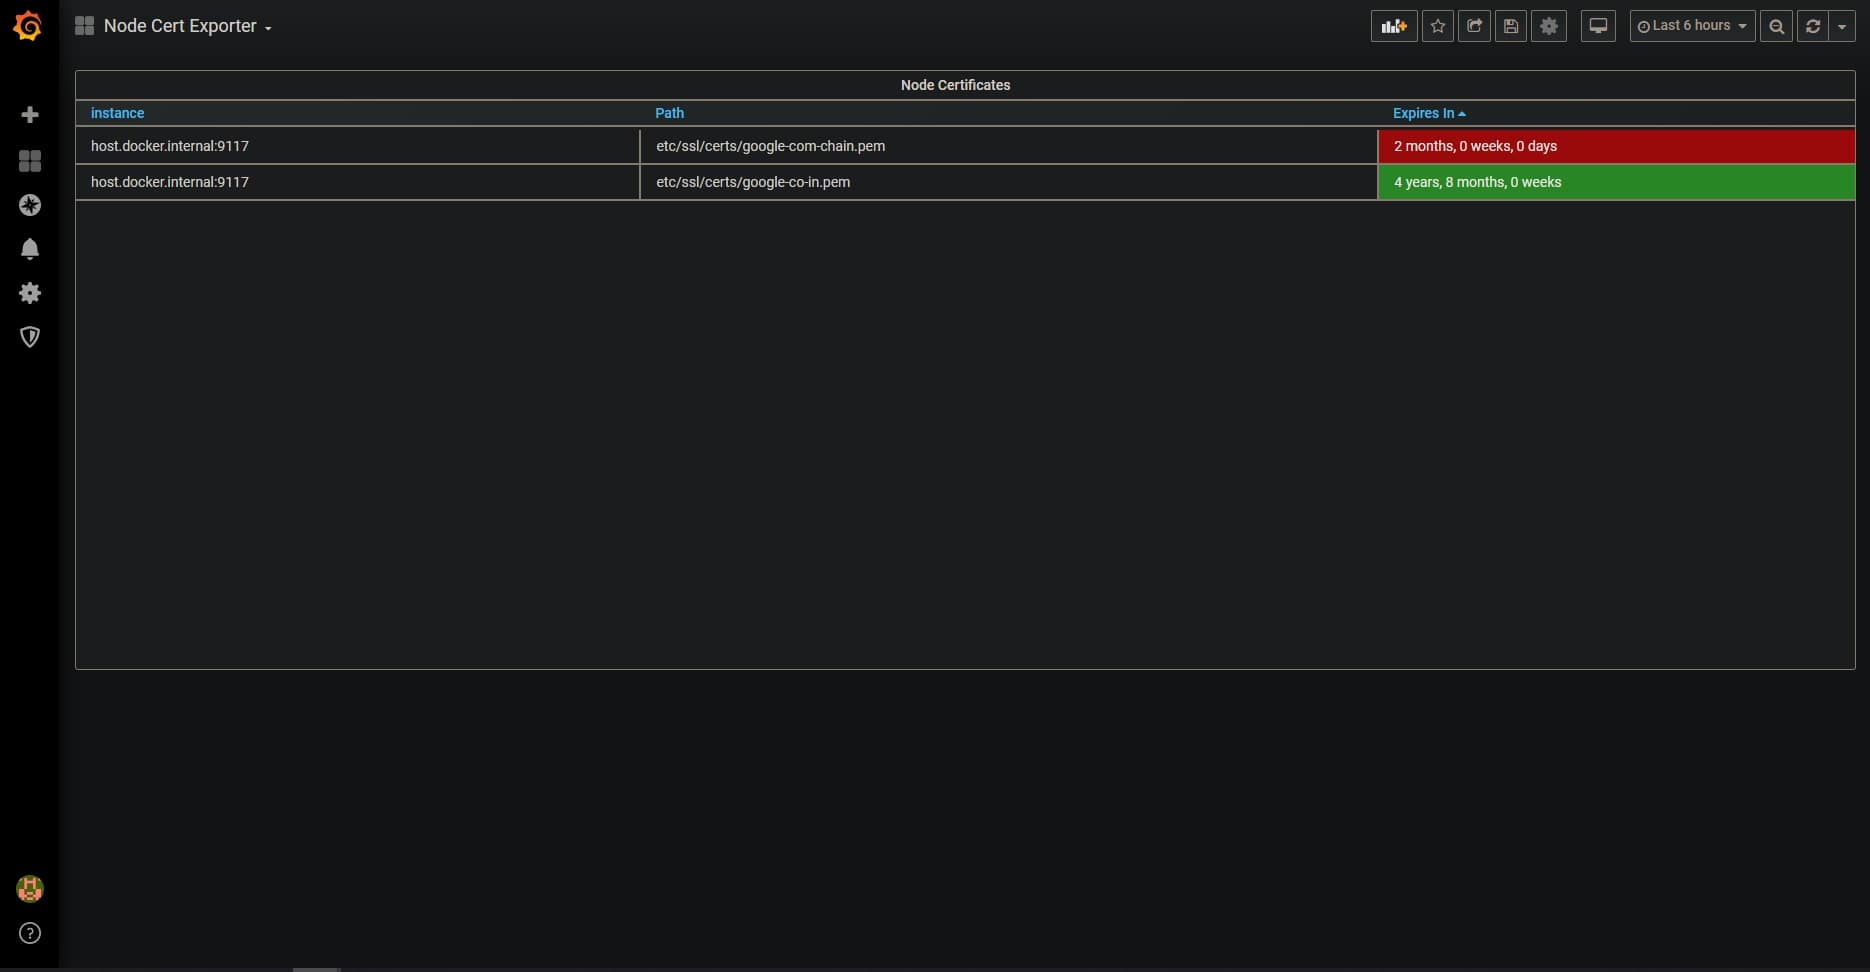 Node Cert Exporter
Last 6 hours
Node Certificates
instance Path Expires In
host.docker.internal:9117 etc/ssl/certs/google-com-chain.pem 2 months, 0 weeks, 0 days
host.docker.internal:9117 etc/ssl/certs/google-co-in.pem 4 years, 8 months, 0 weeks
?